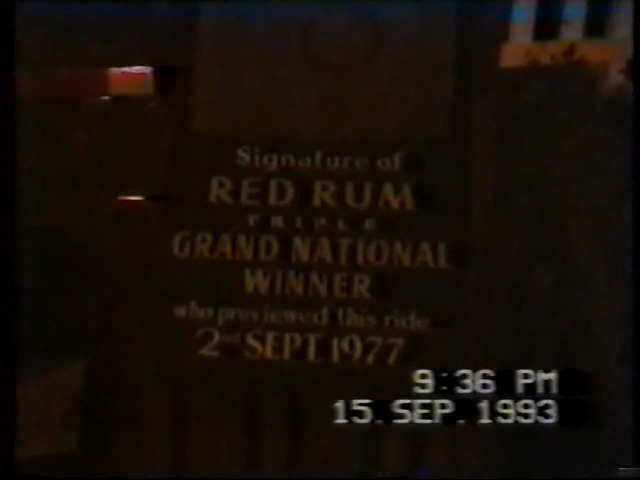 Signature of
RED RUM
TRIPLE
GRAND NATIONAL
WINNER
who previewed this ride
2nd SEPT. 1977
9:36 PM
15. SEP. 1993